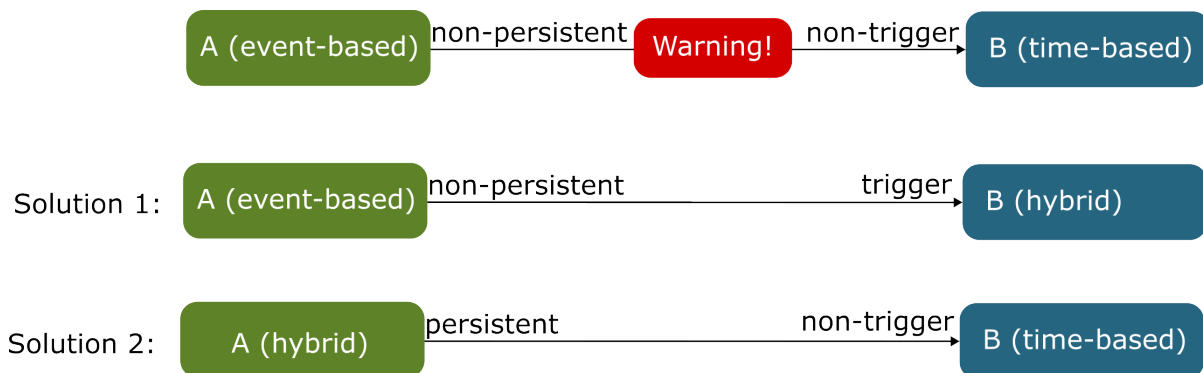 A (event-based) non-persistent Warning! non-trigger B (time-based)
Solution 1: A (event-based) non-persistent trigger B (hybrid)
Solution 2: A (hybrid) persistent non-trigger B (time-based)